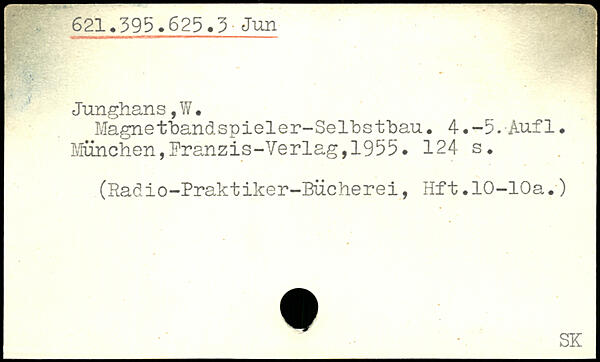 621.395.625.3 Jun
Junghans,W.
Magnetbandspieler-Selbstbau. 4.-5.Aufl.
München,Franzis-Verlag,1955. 124 s.
(Radio-Praktiker-Bücherei, Hft.10-10a.)
SK